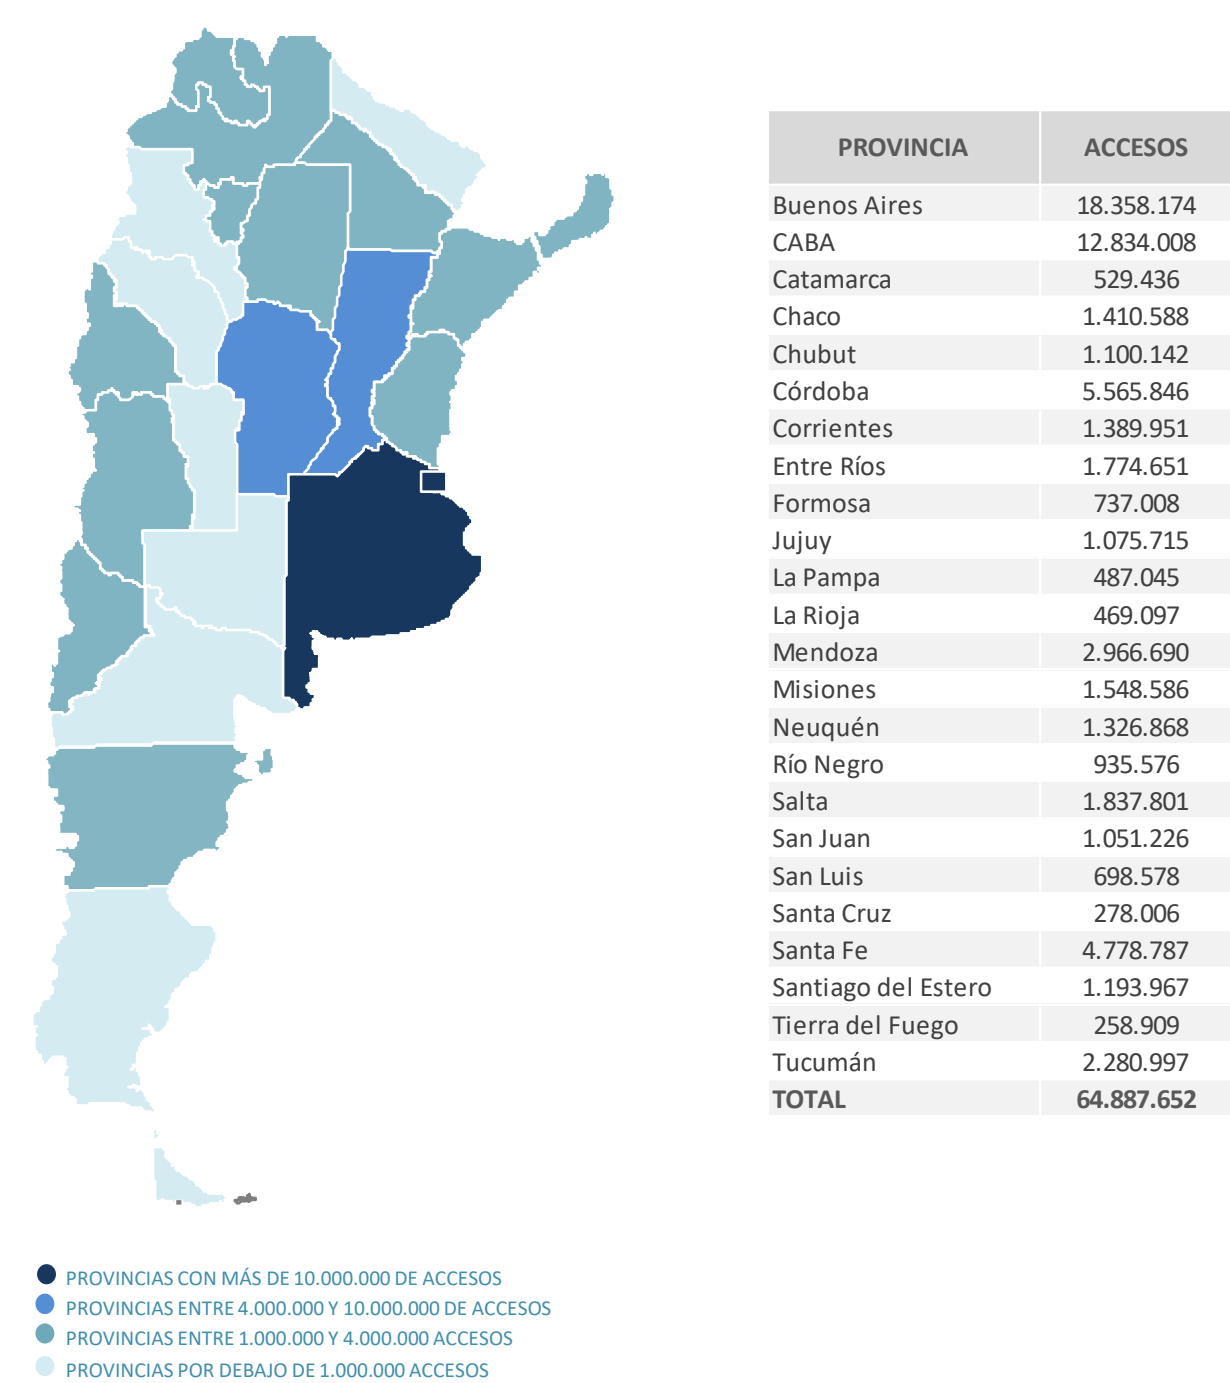 PROVINCIA ACCESOS
Buenos Aires 18.358.174
CABA 12.834.008
Catamarca 529.436
Chaco 1.410.588
Chubut 1.100.142
Córdoba 5.565.846
Corrientes 1.389.951
Entre Ríos 1.774.651
Formosa 737.008
Jujuy 1.075.715
La Pampa 487.045
La Rioja 469.097
Mendoza 2.966.690
Misiones 1.548.586
Neuquén 1.326.868
Río Negro 935.576
Salta 1.837.801
San Juan 1.051.226
San Luis 698.578
Santa Cruz 278.006
Santa Fe 4.778.787
Santiago del Estero 1.193.967
Tierra del Fuego 258.909
Tucumán 2.280.997
TOTAL 64.887.652
PROVINCIAS CON MÁS DE 10.000.000 DE ACCESOS
PROVINCIAS ENTRE 4.000.000 Y 10.000.000 DE ACCESOS
PROVINCIAS ENTRE 1.000.000 Y 4.000.000 ACCESOS
PROVINCIAS POR DEBAJO DE 1.000.000 ACCESOS